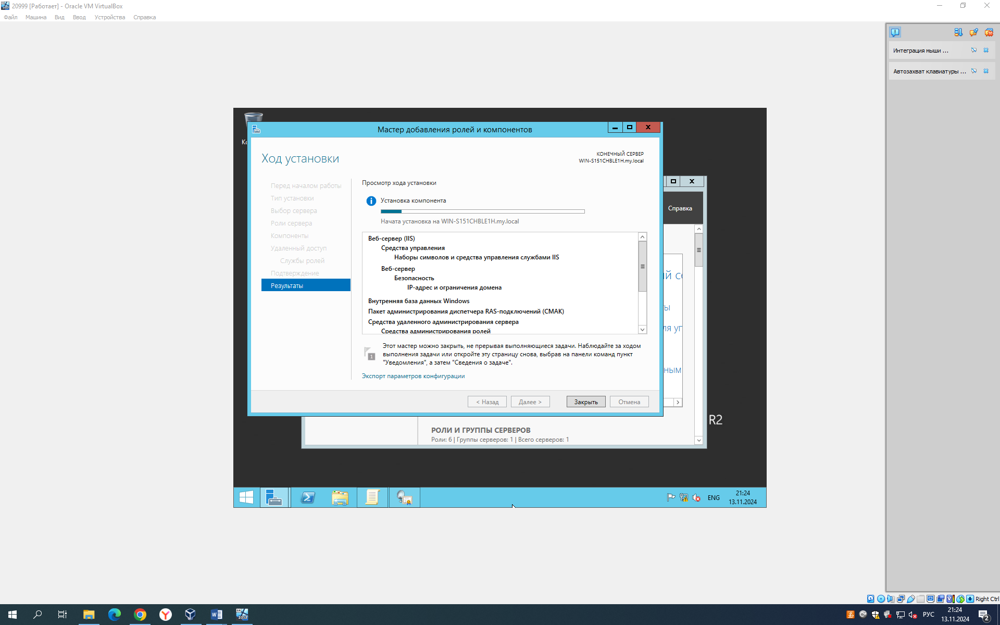 20999 [Работает] - Oracle VM VirtualBox
Файл Машина Вид Ввод Устройства Справка
Интеграция мыши ...
Автозахват клавиатуры ...
Мастер добавления ролей и компонентов
Ход установки
КОНЕЧНЫЙ СЕРВЕР
WIN-S151CHBLE1H.my.local
Перед началом работы
Тип установки
Выбор сервера
Роли сервера
Компоненты
Удаленный доступ
Службы ролей
Подтверждение
Результаты
Просмотр хода установки
Установка компонента
Начата установка на WIN-S151CHBLE1H.my.local
Веб-сервер (IIS)
Средства управления
Наборы символов и средства управления службами IIS
Веб-сервер
Безопасность
IP-адрес и ограничения домена
Внутренняя база данных Windows
Пакет администрирования диспетчера RAS-подключений (CMAK)
Средства удаленного администрирования сервера
Средства администрирования ролей
1
Этот мастер можно закрыть, не прерывая выполняющиеся задачи. Наблюдайте за ходом
выполнения задачи или откройте эту страницу снова, выбрав на панели команд пункт
"Уведомления", а затем "Сведения о задаче".
Экспорт параметров конфигурации
< Назад Далее > Закрыть Отмена
Справка
ным
R2
РОЛИ И ГРУППЫ СЕРВЕРОВ
Роли: 6 | Группы серверов: 1 | Всего серверов: 1
ENG
21:24
13.11.2024
Right Ctrl
РУС
21:24
13.11.2024
2